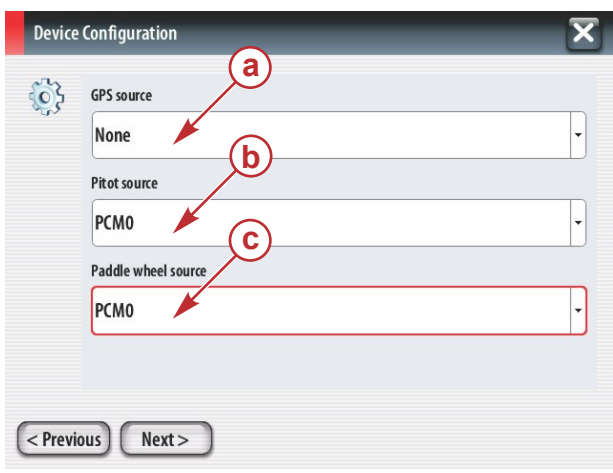 Device Configuration
a
GPS source
None
b
Pitot source
PCM0
c
Paddle wheel source
PCM0
< Previous Next >